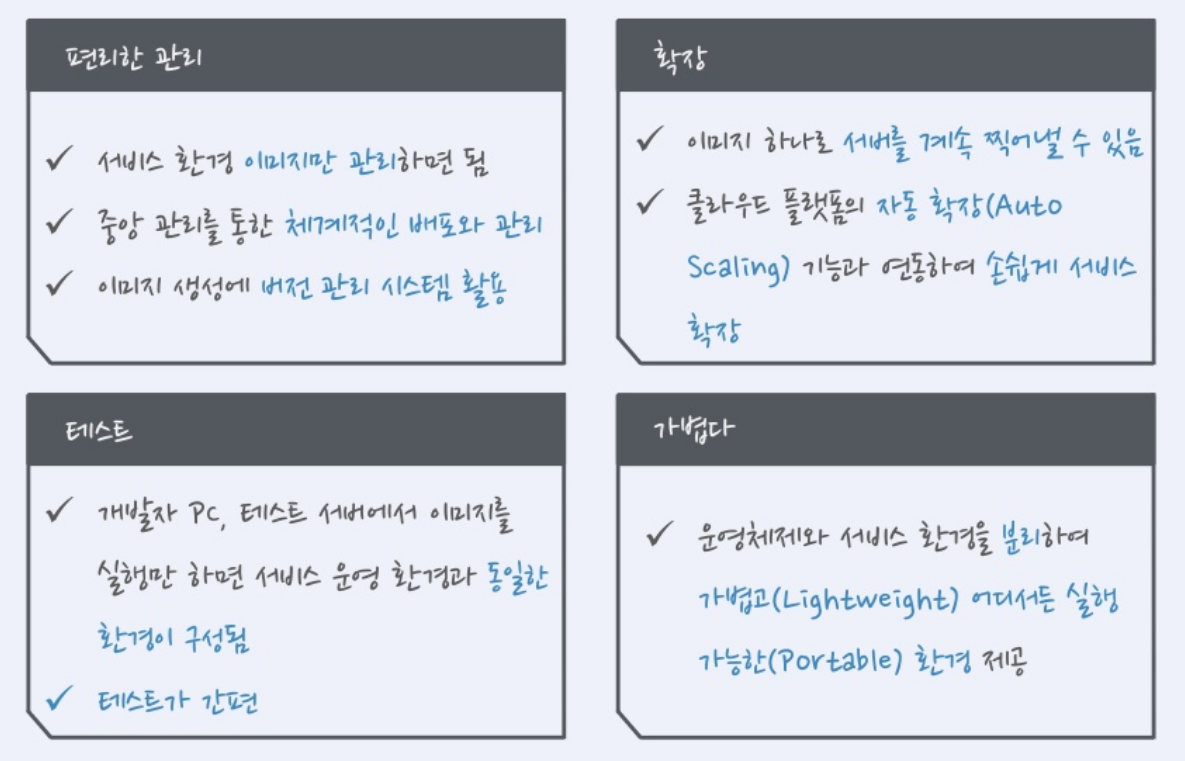 편리한 관리
✓ 서비스 환경 이미지만 관리하면 됨
✓ 중앙 관리를 통한 체계적인 배포와 관리
✓ 이미지 생성에 버전 관리 시스템 활용
확장
✓ 이미지 하나로 서버를 계속 찍어낼 수 있음
✓ 클라우드 플랫폼의 자동 확장(Auto
Scaling) 기능과 연동하여 손쉽게 서비스
확장
테스트
✓ 개발자 PC, 테스트 서버에서 이미지를
실행만 하면 서비스 운영 환경과 동일한
환경이 구성됨
✓ 테스트가 간편
가볍다
✓ 운영체제와 서비스 환경을 분리하여
가볍고(Lightweight) 어디서든 실행
가능한(Portable) 환경 제공